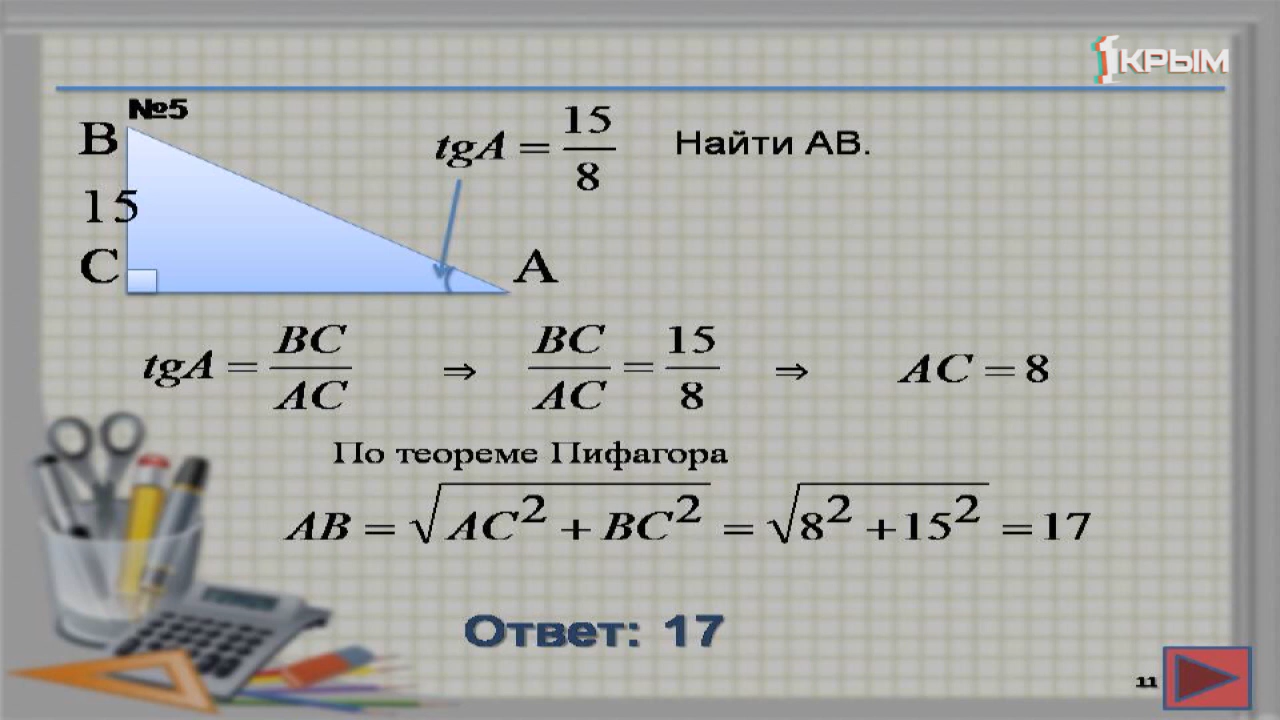 1КРЫМ
№5
B
tgA = 15/8
Найти АВ.
15
C
A
tgA = BC/AC ⇒ BC/AC = 15/8 ⇒ AC = 8
По теореме Пифагора
AB = √(AC² + BC²) = √(8² + 15²) = 17
Ответ: 17
11